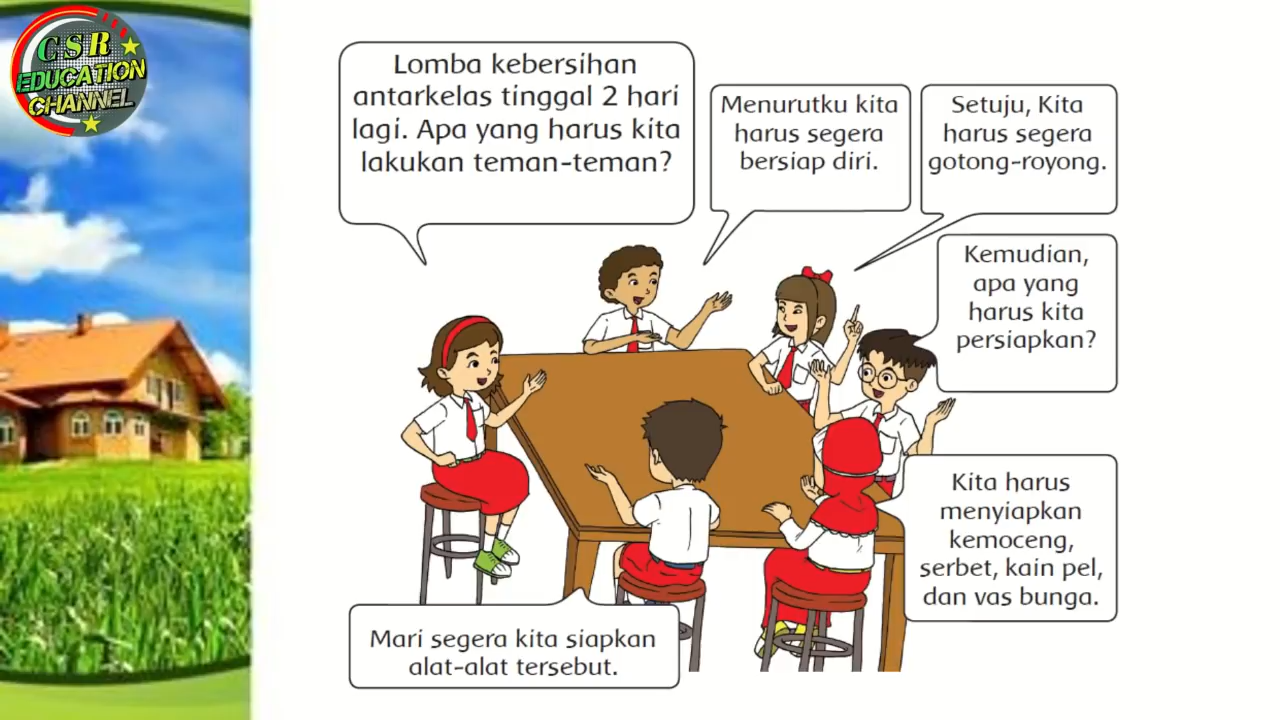 CSR
EDUCATION
CHANNEL
Lomba kebersihan
antarkelas tinggal 2 hari
lagi. Apa yang harus kita
lakukan teman-teman?
Menurutku kita
harus segera
bersiap diri.
Setuju, Kita
harus segera
gotong-royong.
Kemudian,
apa yang
harus kita
persiapkan?
Kita harus
menyiapkan
kemoceng,
serbet, kain pel,
dan vas bunga.
Mari segera kita siapkan
alat-alat tersebut.